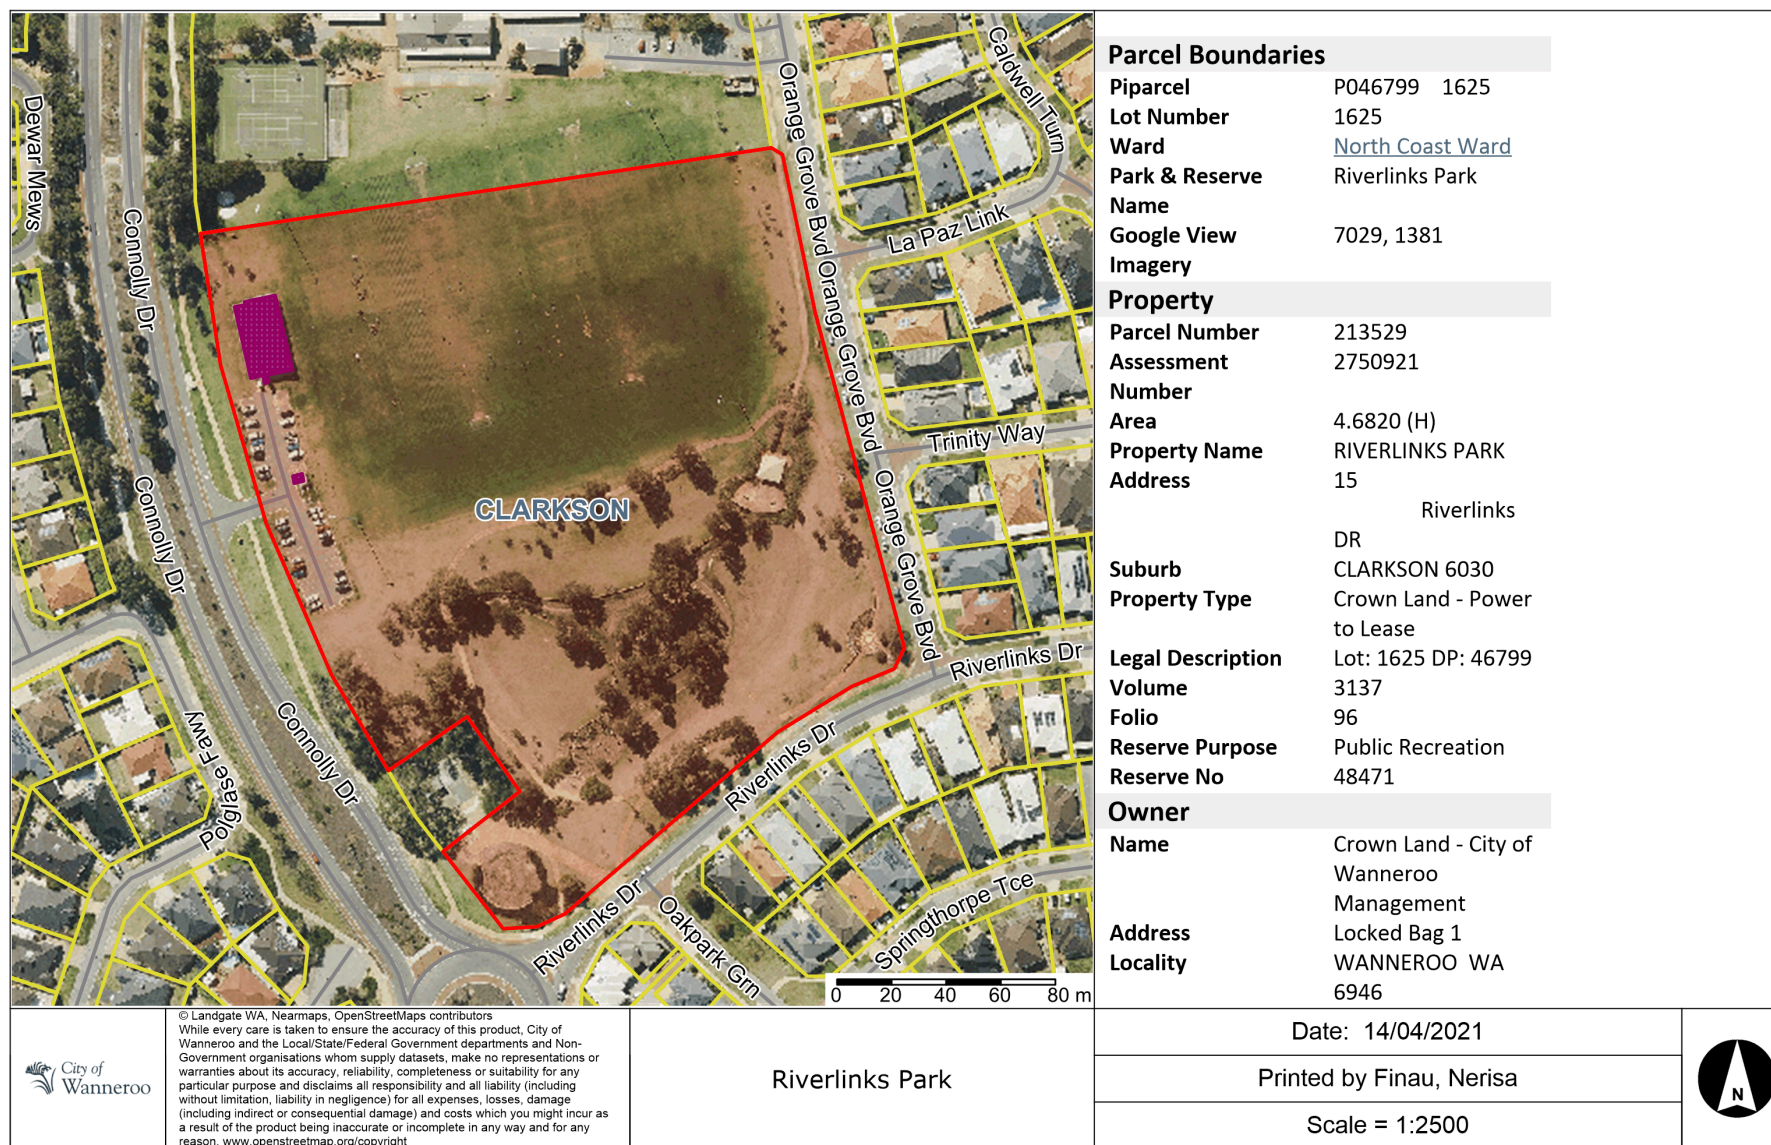 Dewar Mews
Connolly Dr
Connolly Dr
Connolly Dr
Polglase Fawy
Orange Grove Bvd
Orange Grove Bvd
Orange Grove Bvd
Caldwell Turn
La Paz Link
Trinity Way
CLARKSON
Riverlinks Dr
Riverlinks Dr
Riverlinks Dr
Oakpark Grn
Springthorpe Tce
0 20 40 60 80 m
Parcel Boundaries
Piparcel P046799 1625
Lot Number 1625
Ward North Coast Ward
Park & Reserve Riverlinks Park
Name
Google View 7029, 1381
Imagery
Property
Parcel Number 213529
Assessment 2750921
Number
Area 4.6820 (H)
Property Name RIVERLINKS PARK
Address 15
Riverlinks
DR
Suburb CLARKSON 6030
Property Type Crown Land - Power
to Lease
Legal Description Lot: 1625 DP: 46799
Volume 3137
Folio 96
Reserve Purpose Public Recreation
Reserve No 48471
Owner
Name Crown Land - City of
Wanneroo
Management
Address Locked Bag 1
Locality WANNEROO WA
6946
City of
Wanneroo
© Landgate WA, Nearmaps, OpenStreetMaps contributors
While every care is taken to ensure the accuracy of this product, City of
Wanneroo and the Local/State/Federal Government departments and Non-
Government organisations whom supply datasets, make no representations or
warranties about its accuracy, reliability, completeness or suitability for any
particular purpose and disclaims all responsibility and all liability (including
without limitation, liability in negligence) for all expenses, losses, damage
(including indirect or consequential damage) and costs which you might incur as
a result of the product being inaccurate or incomplete in any way and for any
reason. www.openstreetmap.org/copyright
Riverlinks Park
Date: 14/04/2021
Printed by Finau, Nerisa
Scale = 1:2500
N